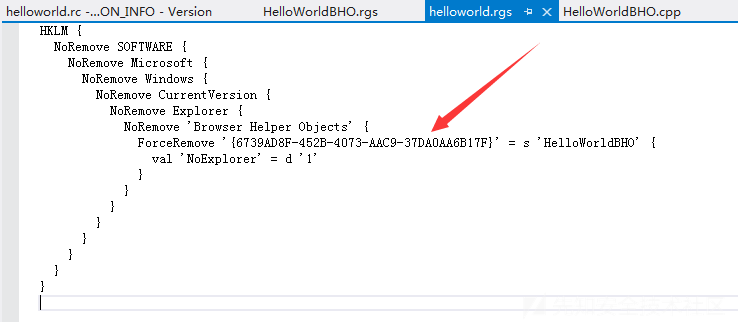 helloworld.rc -...ON_INFO - Version HelloWorldBHO.rgs helloworld.rgs HelloWorldBHO.cpp
HKLM {
NoRemove SOFTWARE {
NoRemove Microsoft {
NoRemove Windows {
NoRemove CurrentVersion {
NoRemove Explorer {
NoRemove 'Browser Helper Objects' {
ForceRemove '{6739AD8F-452B-4073-AAC9-37DA0AA6B17F}' = s 'HelloWorldBHO' {
val 'NoExplorer' = d '1'
}
}
}
}
}
}
}
}